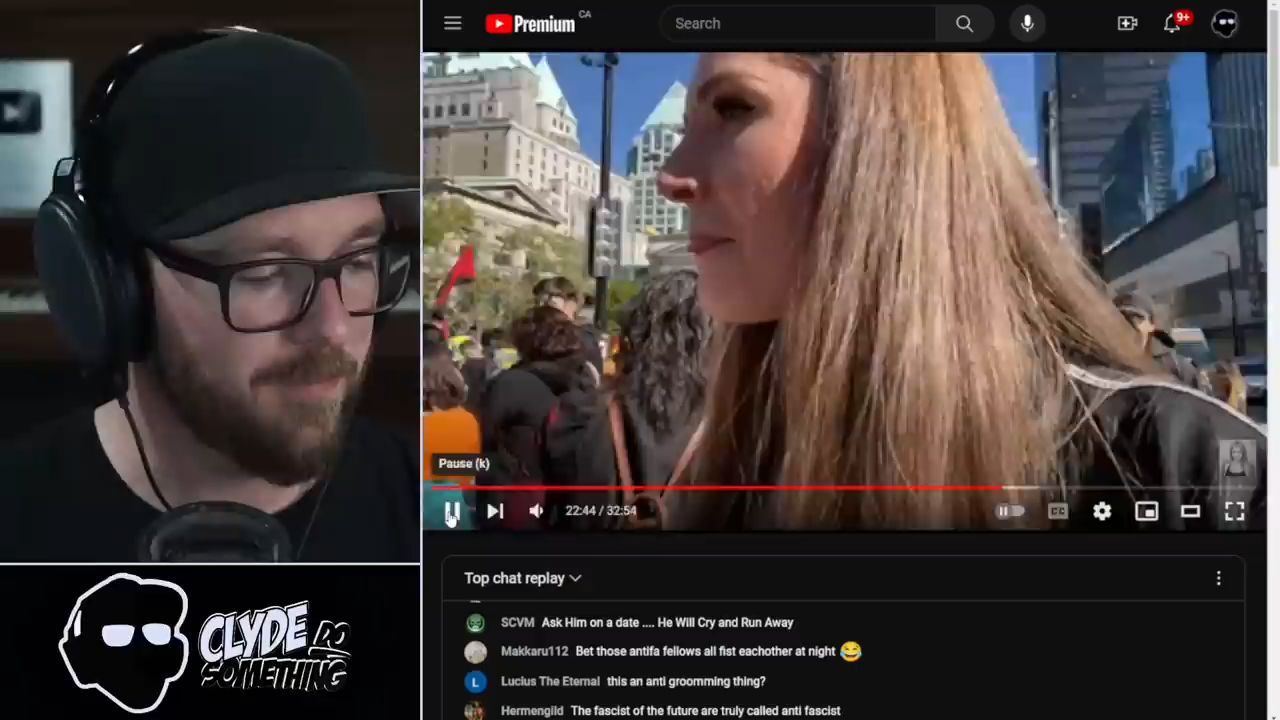 Premium CA
Search
9+
Pause (k)
22:44 / 32:54
CC
Top chat replay
SCVM Ask Him on a date .... He Will Cry and Run Away
Makkaru112 Bet those antifa fellows all fist eachother at night 😂
L Lucius The Eternal this an anti groomming thing?
Hermengild The fascist of the future are truly called anti fascist
CLYDE DO
SOMETHING